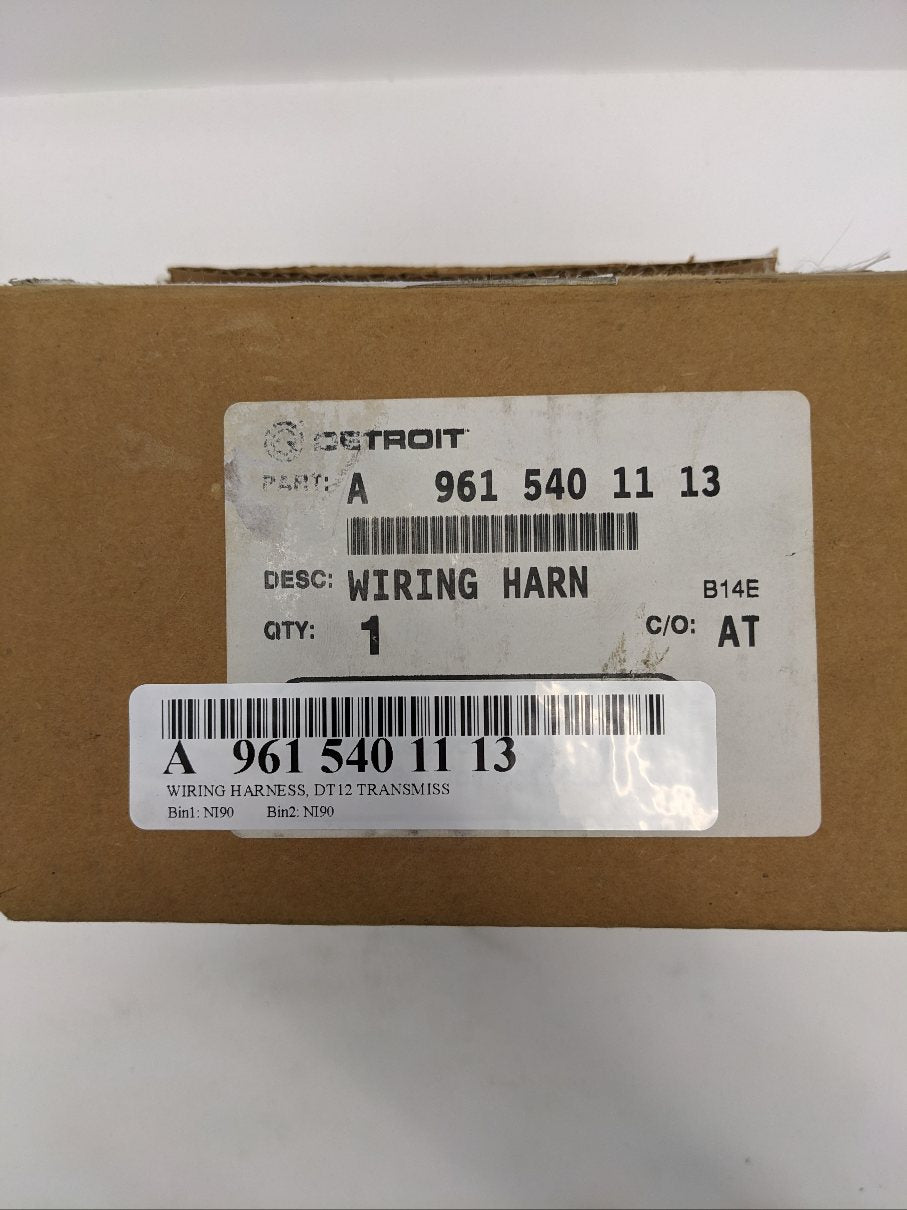 DETROIT
PART: A 961 540 11 13
DESC: WIRING HARN
B14E
QTY: 1 C/O: AT
A 961 540 11 13
WIRING HARNESS, DT12 TRANSMISS
Bin1: NI90 Bin2: NI90